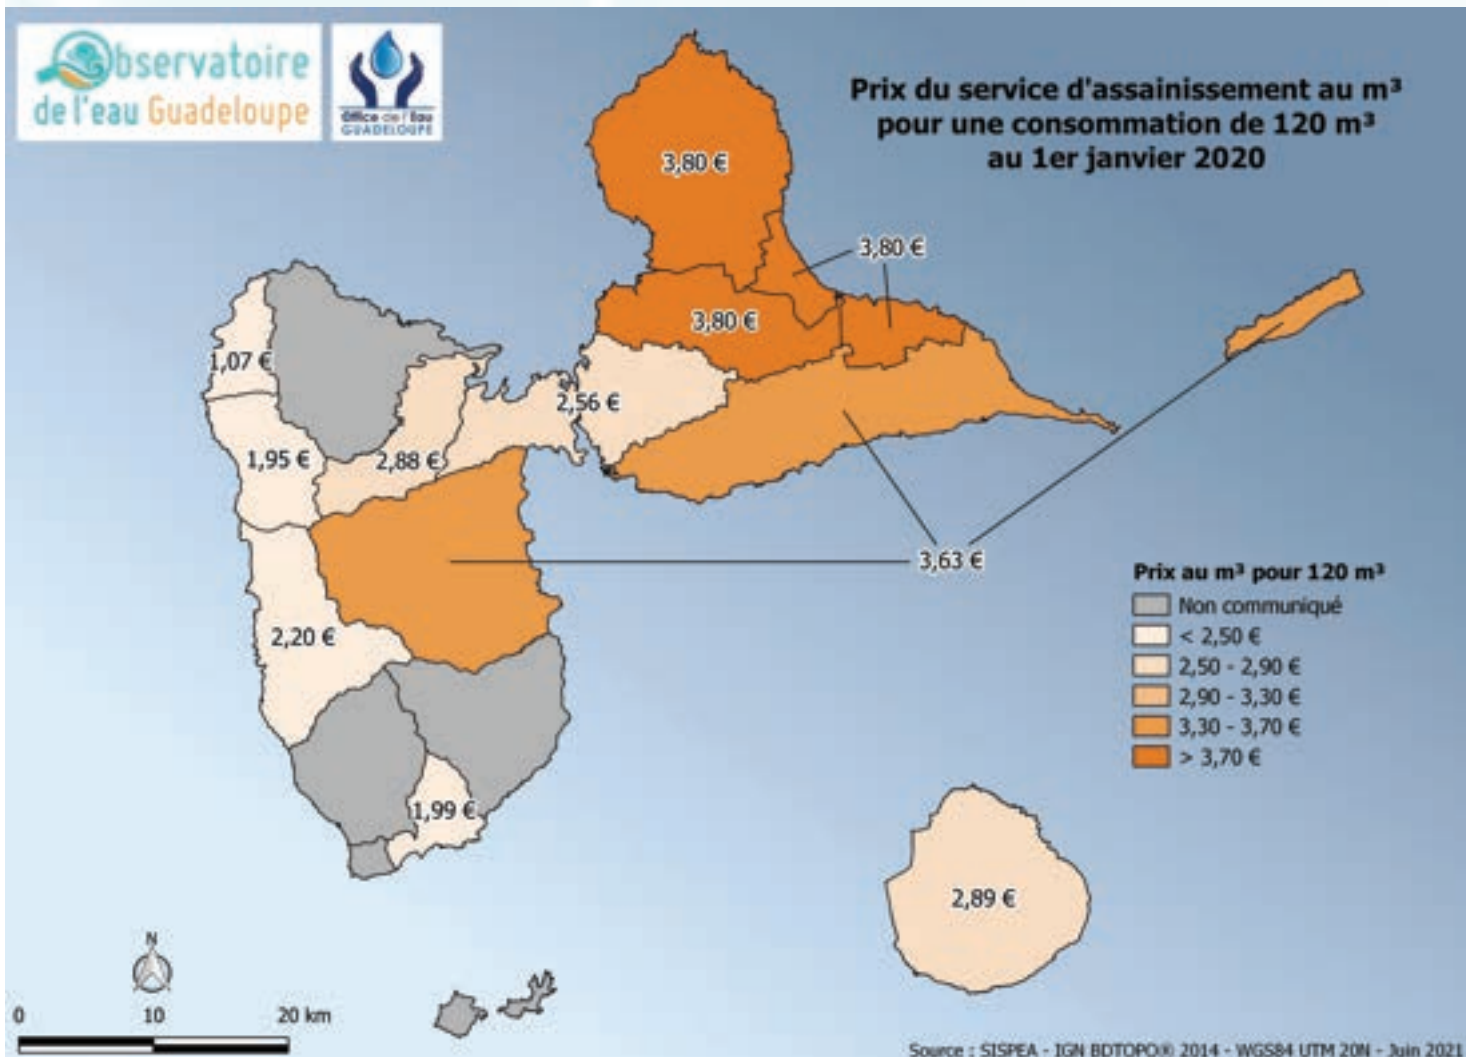 Observatoire
de l'eau Guadeloupe
Office de l'Eau
GUADELOUPE
Prix du service d'assainissement au m³
pour une consommation de 120 m³
au 1er janvier 2020
3,80 €
3,80 €
3,80 €
1,07 €
2,56 €
1,95 €
2,88 €
3,63 €
2,20 €
1,99 €
2,89 €
Prix au m³ pour 120 m³
Non communiqué
< 2,50 €
2,50 - 2,90 €
2,90 - 3,30 €
3,30 - 3,70 €
> 3,70 €
N
0 10 20 km
Source : SISPEA - IGN BDTOPO® 2014 - WGS84 UTM 20N - Juin 2021